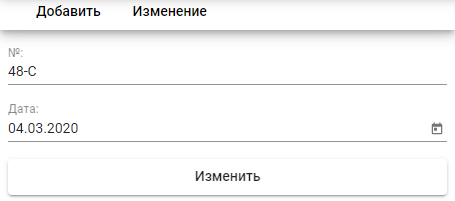 Добавить Изменение
№:
48-С
Дата:
04.03.2020
Изменить